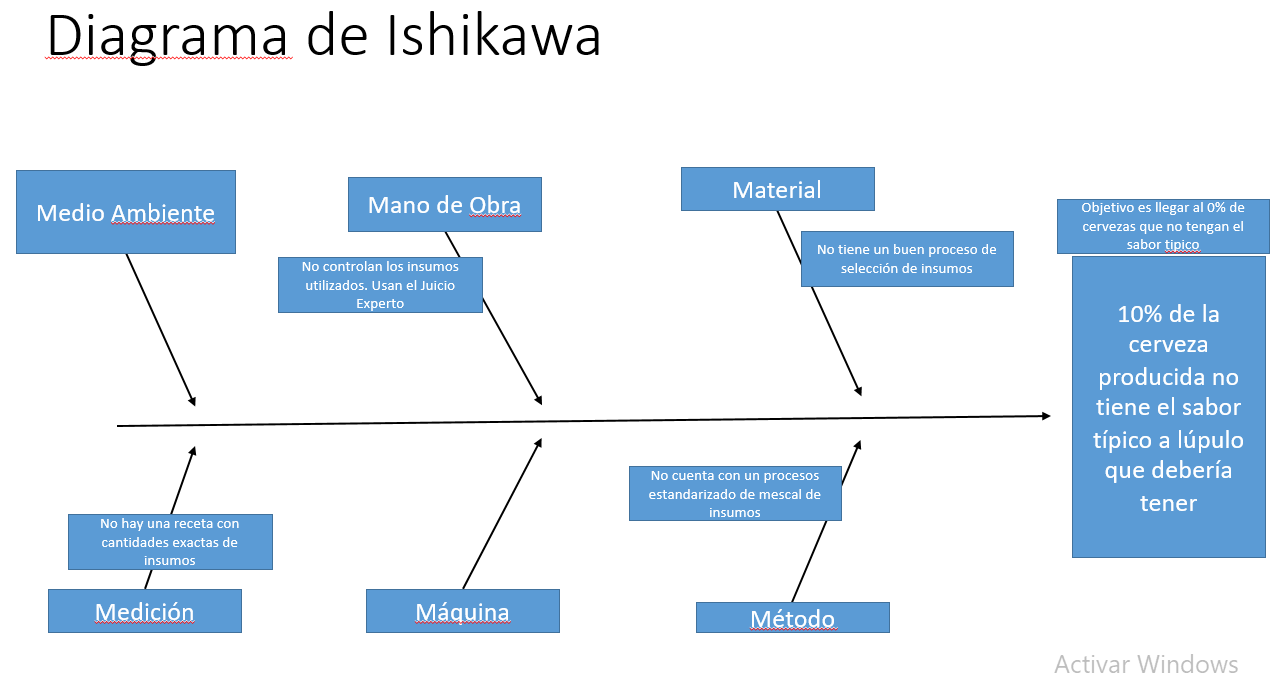 Diagrama de Ishikawa
Medio Ambiente
Mano de Obra
Material
No controlan los insumos
utilizados. Usan el Juicio
Experto
No tiene un buen proceso de
selección de insumos
Objetivo es llegar al 0% de
cervezas que no tengan el
sabor tipico
10% de la
cerveza
producida no
tiene el sabor
típico a lúpulo
que debería
tener
No hay una receta con
cantidades exactas de
insumos
No cuenta con un procesos
estandarizado de mescal de
insumos
Medición
Máquina
Método
Activar Windows